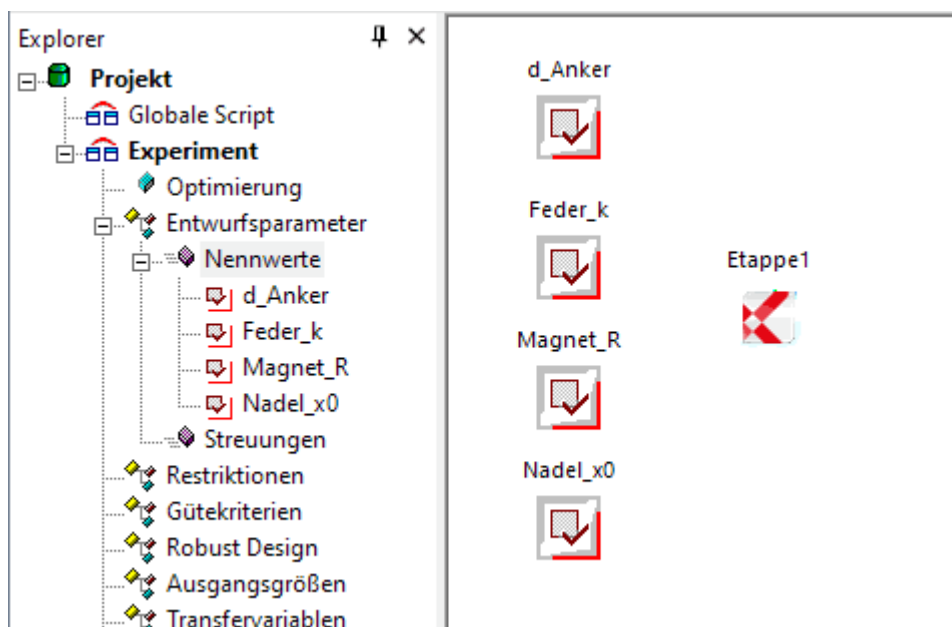 Explorer
Projekt
Globale Script
Experiment
Optimierung
Entwurfsparameter
Nennwerte
d_Anker
Feder_k
Magnet_R
Nadel_x0
Streuungen
Restriktionen
Gütekriterien
Robust Design
Ausgangsgrößen
Transfervariablen
d_Anker
Feder_k
Etappe1
Magnet_R
Nadel_x0